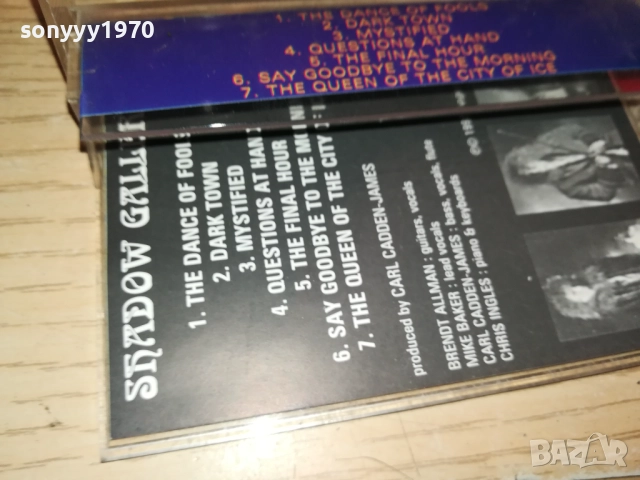 sonyyy1970
1. THE DANCE OF FOOLS
2. DARK TOWN
3. MYSTIFIED
4. QUESTIONS AT HAND
5. THE FINAL HOUR
6. SAY GOODBYE TO THE MORNING
7. THE QUEEN OF THE CITY OF ICE
SHADOW GALL
1. THE DANCE OF FOOLS
2. DARK TOWN
3. MYSTIFIED
4. QUESTIONS AT HAN
5. THE FINAL HOUR
6. SAY GOODBYE TO THE
7. THE QUEEN OF THE CITY
produced by CARL CADDEN-JAMES
BRENDT ALLMAN : guitars, vocals
MIKE BAKER : lead vocals
CARL CADDEN-JAMES : bass, vocals, flute
CHRIS INGLES : piano & keyboards
BAZAR
bg